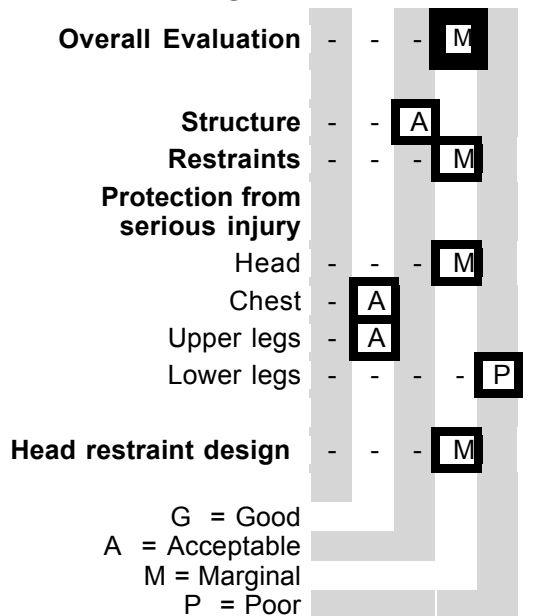 Overall Evaluation - - - M
Structure - - A
Restraints - - - M
Protection from
serious injury
Head - - - M
Chest - A
Upper legs - A
Lower legs - - - - P
Head restraint design - - - M
G = Good
A = Acceptable
M = Marginal
P = Poor